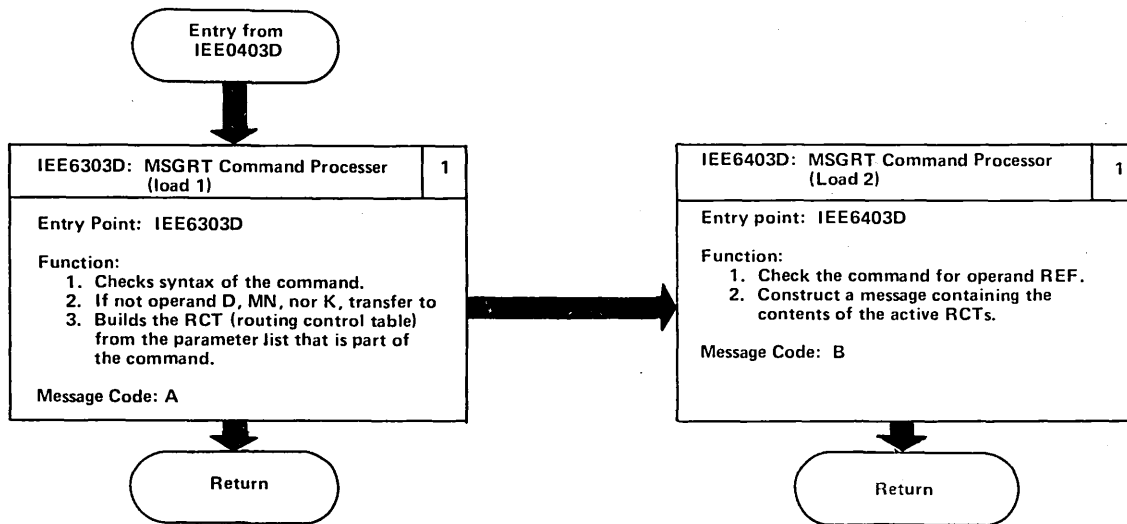 Entry from
IEE0403D
IEE6303D: MSGRT Command Processer
(load 1)
1
Entry Point: IEE6303D
Function:
1. Checks syntax of the command.
2. If not operand D, MN, nor K, transfer to
3. Builds the RCT (routing control table)
from the parameter list that is part of
the command.
Message Code: A
Return
IEE6403D: MSGRT Command Processor
(Load 2)
1
Entry point: IEE6403D
Function:
1. Check the command for operand REF.
2. Construct a message containing the
contents of the active RCTs.
Message Code: B
Return